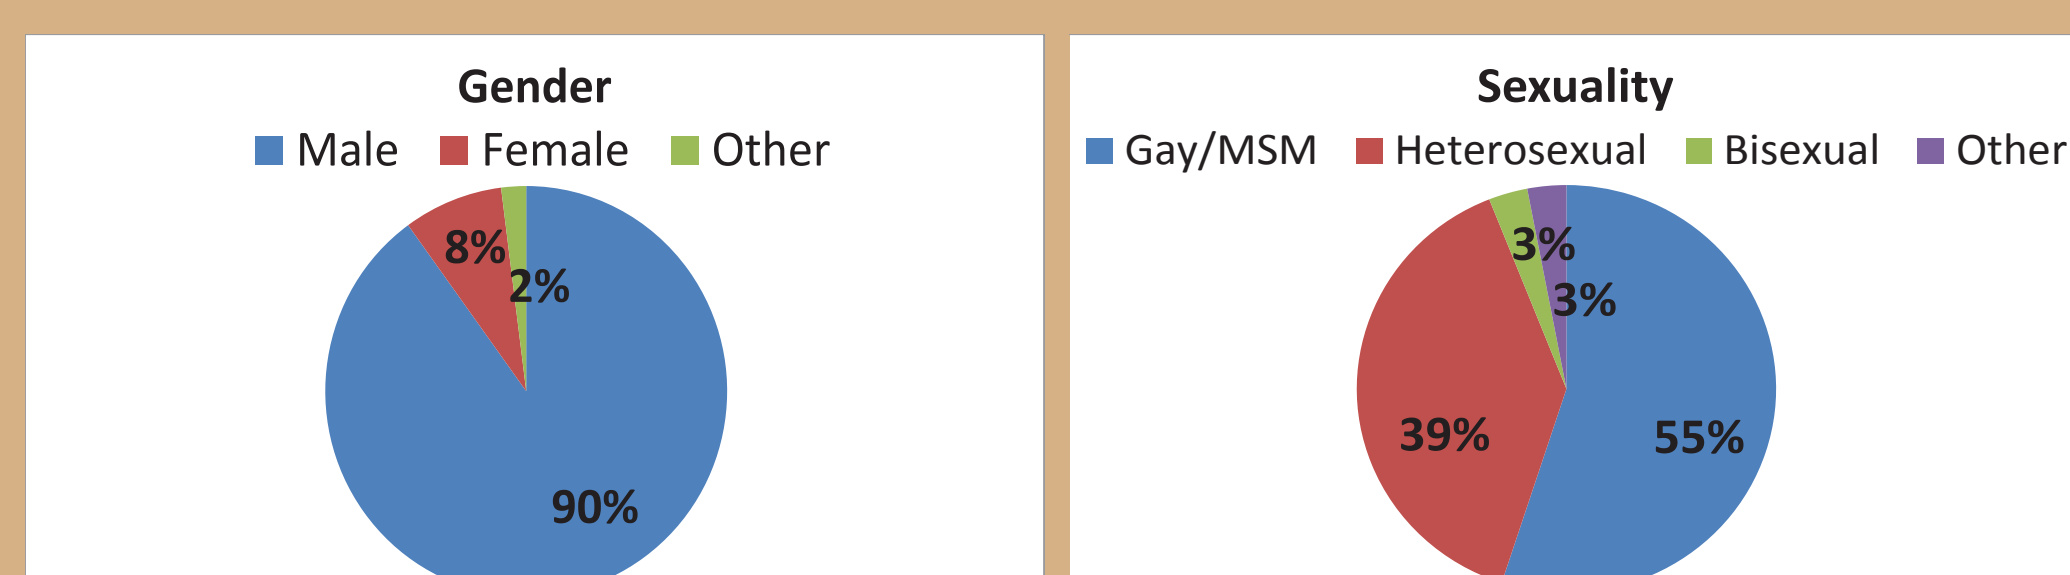 Gender
Male Female Other
8%
2%
90%
Sexuality
Gay/MSM Heterosexual Bisexual Other
3%
3%
39%
55%